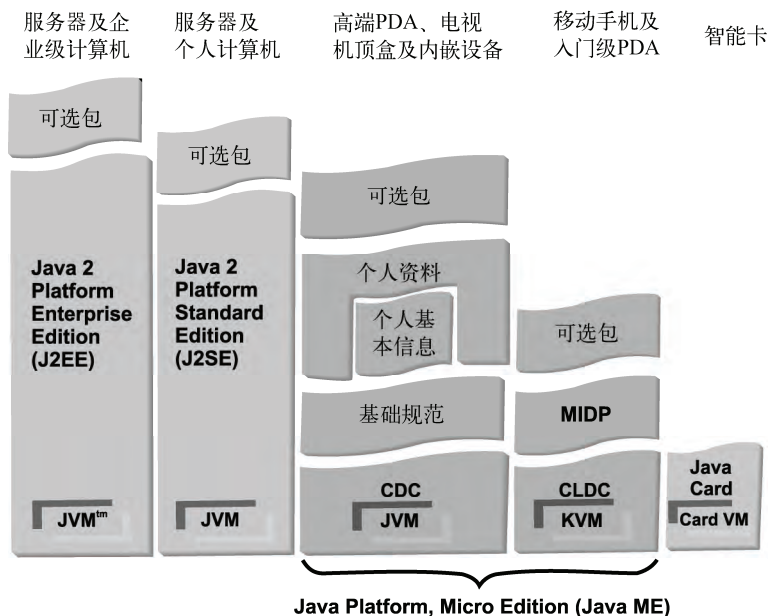 服务器及企
业级计算机
服务器及
个人计算机
高端PDA、电视
机顶盒及内嵌设备
移动手机及
入门级PDA
智能卡
可选包
Java 2
Platform
Enterprise
Edition
(J2EE)
JVMtm
可选包
Java 2
Platform
Standard
Edition
(J2SE)
JVM
可选包
个人资料
个人基
本信息
基础规范
CDC
JVM
可选包
MIDP
CLDC
KVM
Java
Card
Card VM
Java Platform, Micro Edition (Java ME)